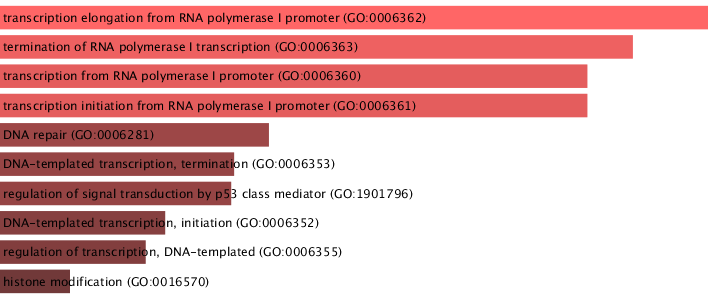 transcription elongation from RNA polymerase I promoter (GO:0006362)
termination of RNA polymerase I transcription (GO:0006363)
transcription from RNA polymerase I promoter (GO:0006360)
transcription initiation from RNA polymerase I promoter (GO:0006361)
DNA repair (GO:0006281)
DNA-templated transcription, termination (GO:0006353)
regulation of signal transduction by p53 class mediator (GO:1901796)
DNA-templated transcription, initiation (GO:0006352)
regulation of transcription, DNA-templated (GO:0006355)
histone modification (GO:0016570)